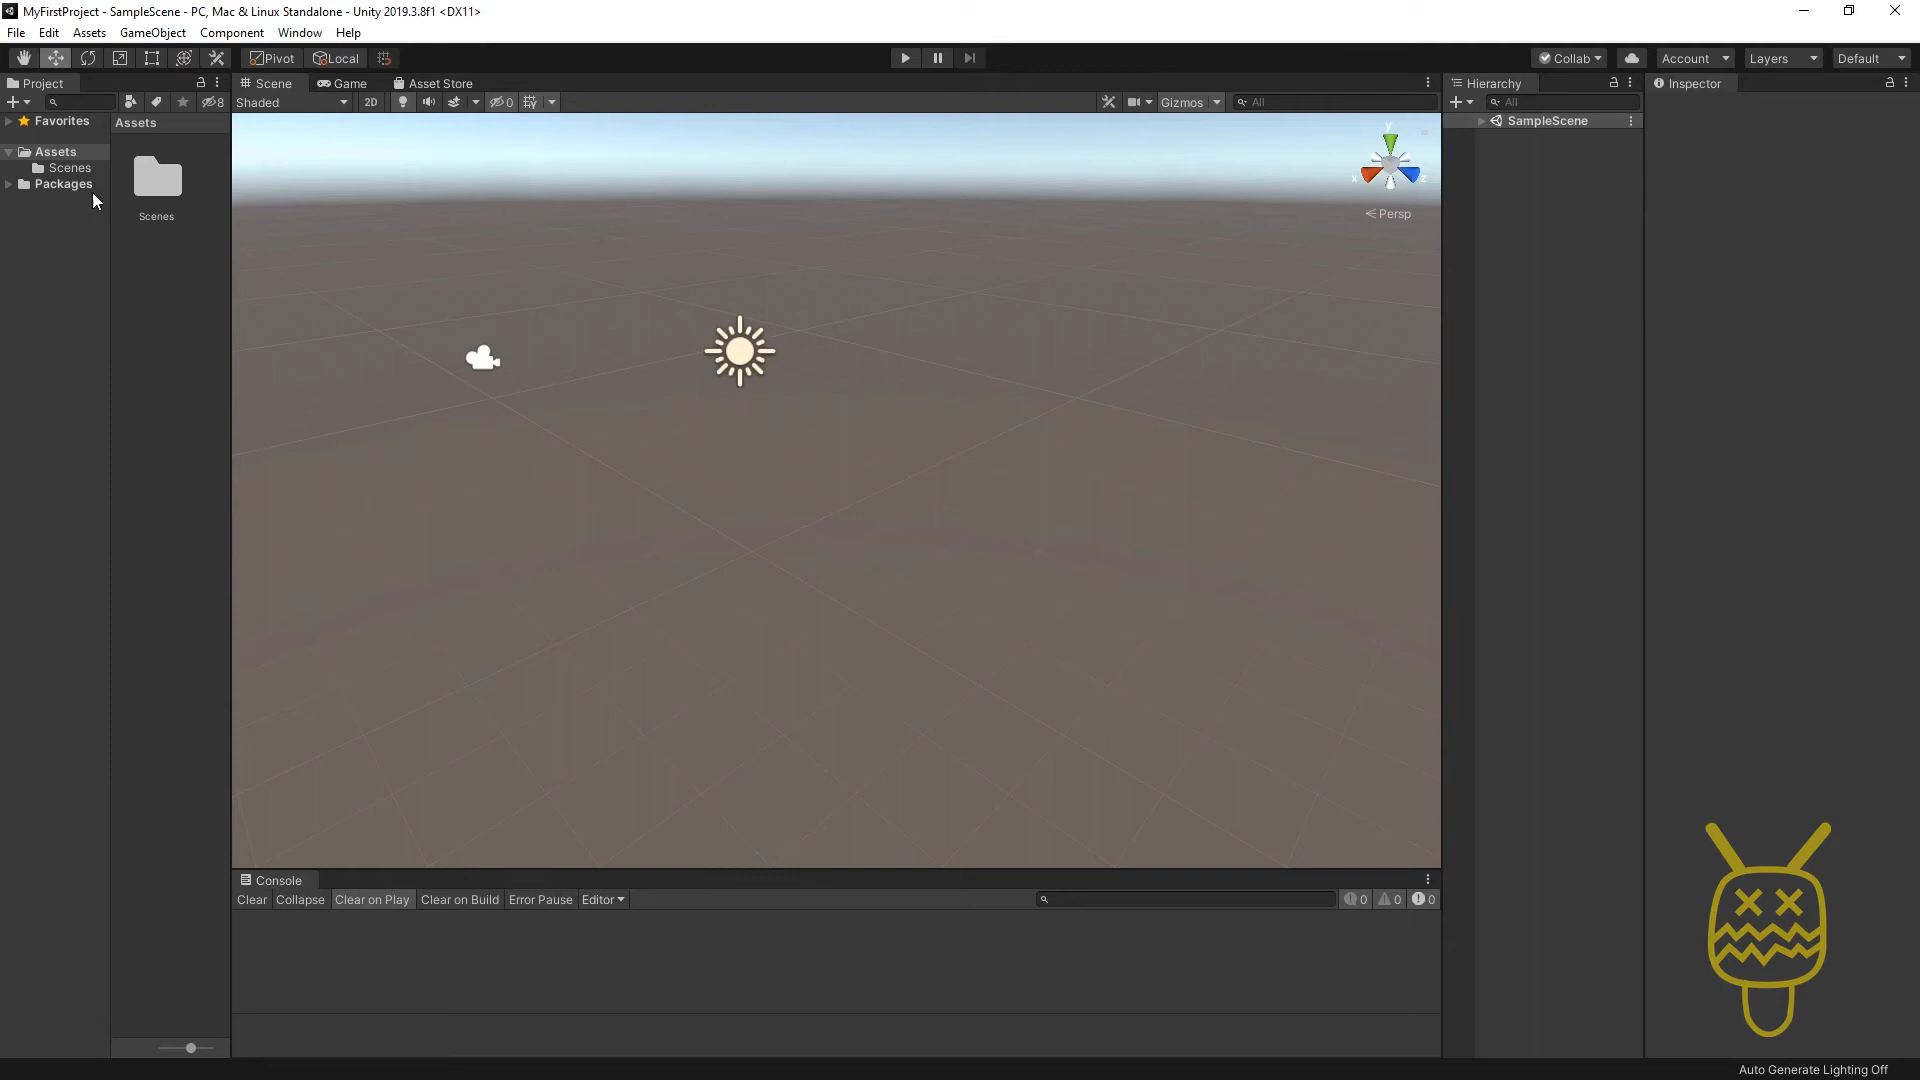 MyFirstProject - SampleScene - PC, Mac & Linux Standalone - Unity 2019.3.8f1 <DX11>
File Edit Assets GameObject Component Window Help
Pivot Local Collab Account Layers Default
Project Scene Game Asset Store Hierarchy Inspector
8 Shaded 2D 0 Gizmos All All
Favorites Assets SampleScene
Assets
Scenes
Packages
Scenes
y
x z
Persp
Console
Clear Collapse Clear on Play Clear on Build Error Pause Editor 0 0 0
Auto Generate Lighting Off